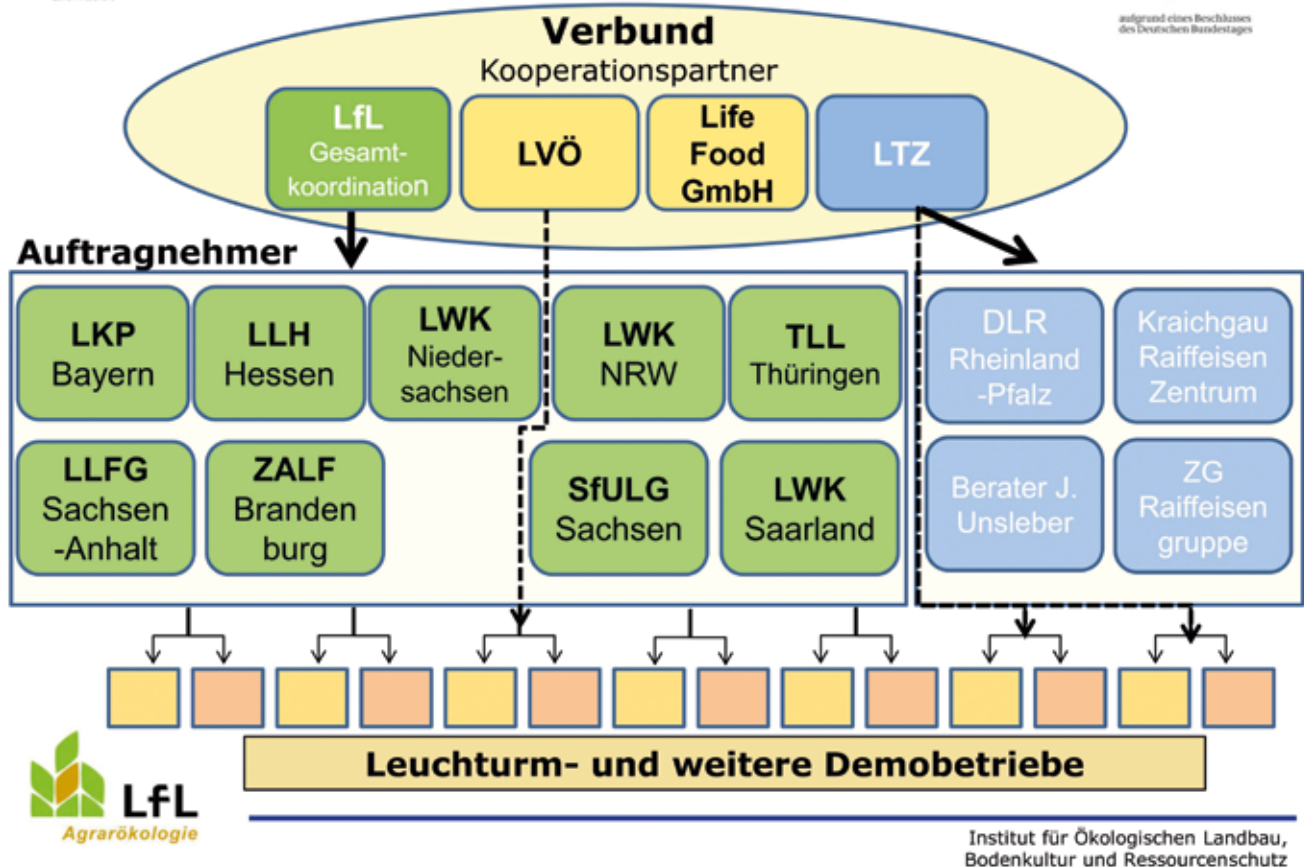 aufgrund eines Beschlusses
des Deutschen Bundestages
Verbund
Kooperationspartner
LfL
Gesamt-
koordination
LVÖ
Life
Food
GmbH
LTZ
Auftragnehmer
LKP
Bayern
LLH
Hessen
LWK
Nieder-
sachsen
LWK
NRW
TLL
Thüringen
DLR
Rheinland
-Pfalz
Kraichgau
Raiffeisen
Zentrum
LLFG
Sachsen
-Anhalt
ZALF
Branden
burg
SfULG
Sachsen
LWK
Saarland
Berater J.
Unsleber
ZG
Raiffeisen
gruppe
Leuchturm- und weitere Demobetriebe
LfL
Agrarökologie
Institut für Ökologischen Landbau,
Bodenkultur und Ressourcenschutz